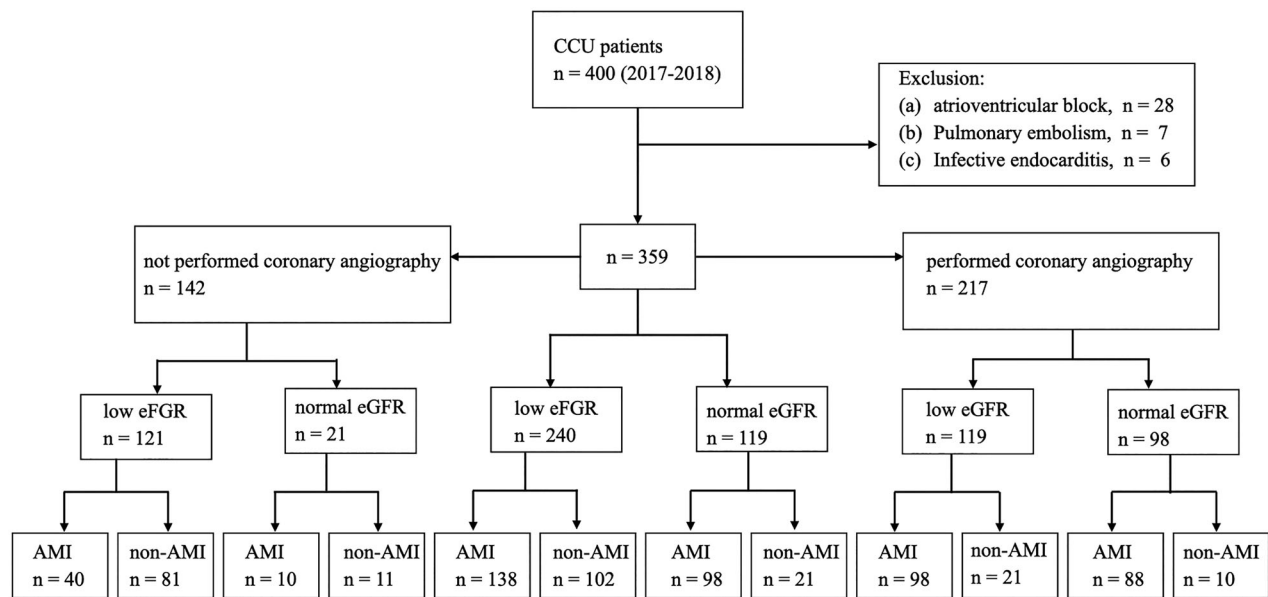 CCU patients
n = 400 (2017-2018)
Exclusion:
(a) atrioventricular block, n = 28
(b) Pulmonary embolism, n = 7
(c) Infective endocarditis, n = 6
not performed coronary angiography
n = 142
n = 359
performed coronary angiography
n = 217
low eFGR
n = 121
normal eGFR
n = 21
low eFGR
n = 240
normal eGFR
n = 119
low eGFR
n = 119
normal eGFR
n = 98
AMI
n = 40
non-AMI
n = 81
AMI
n = 10
non-AMI
n = 11
AMI
n = 138
non-AMI
n = 102
AMI
n = 98
non-AMI
n = 21
AMI
n = 98
non-AMI
n = 21
AMI
n = 88
non-AMI
n = 10